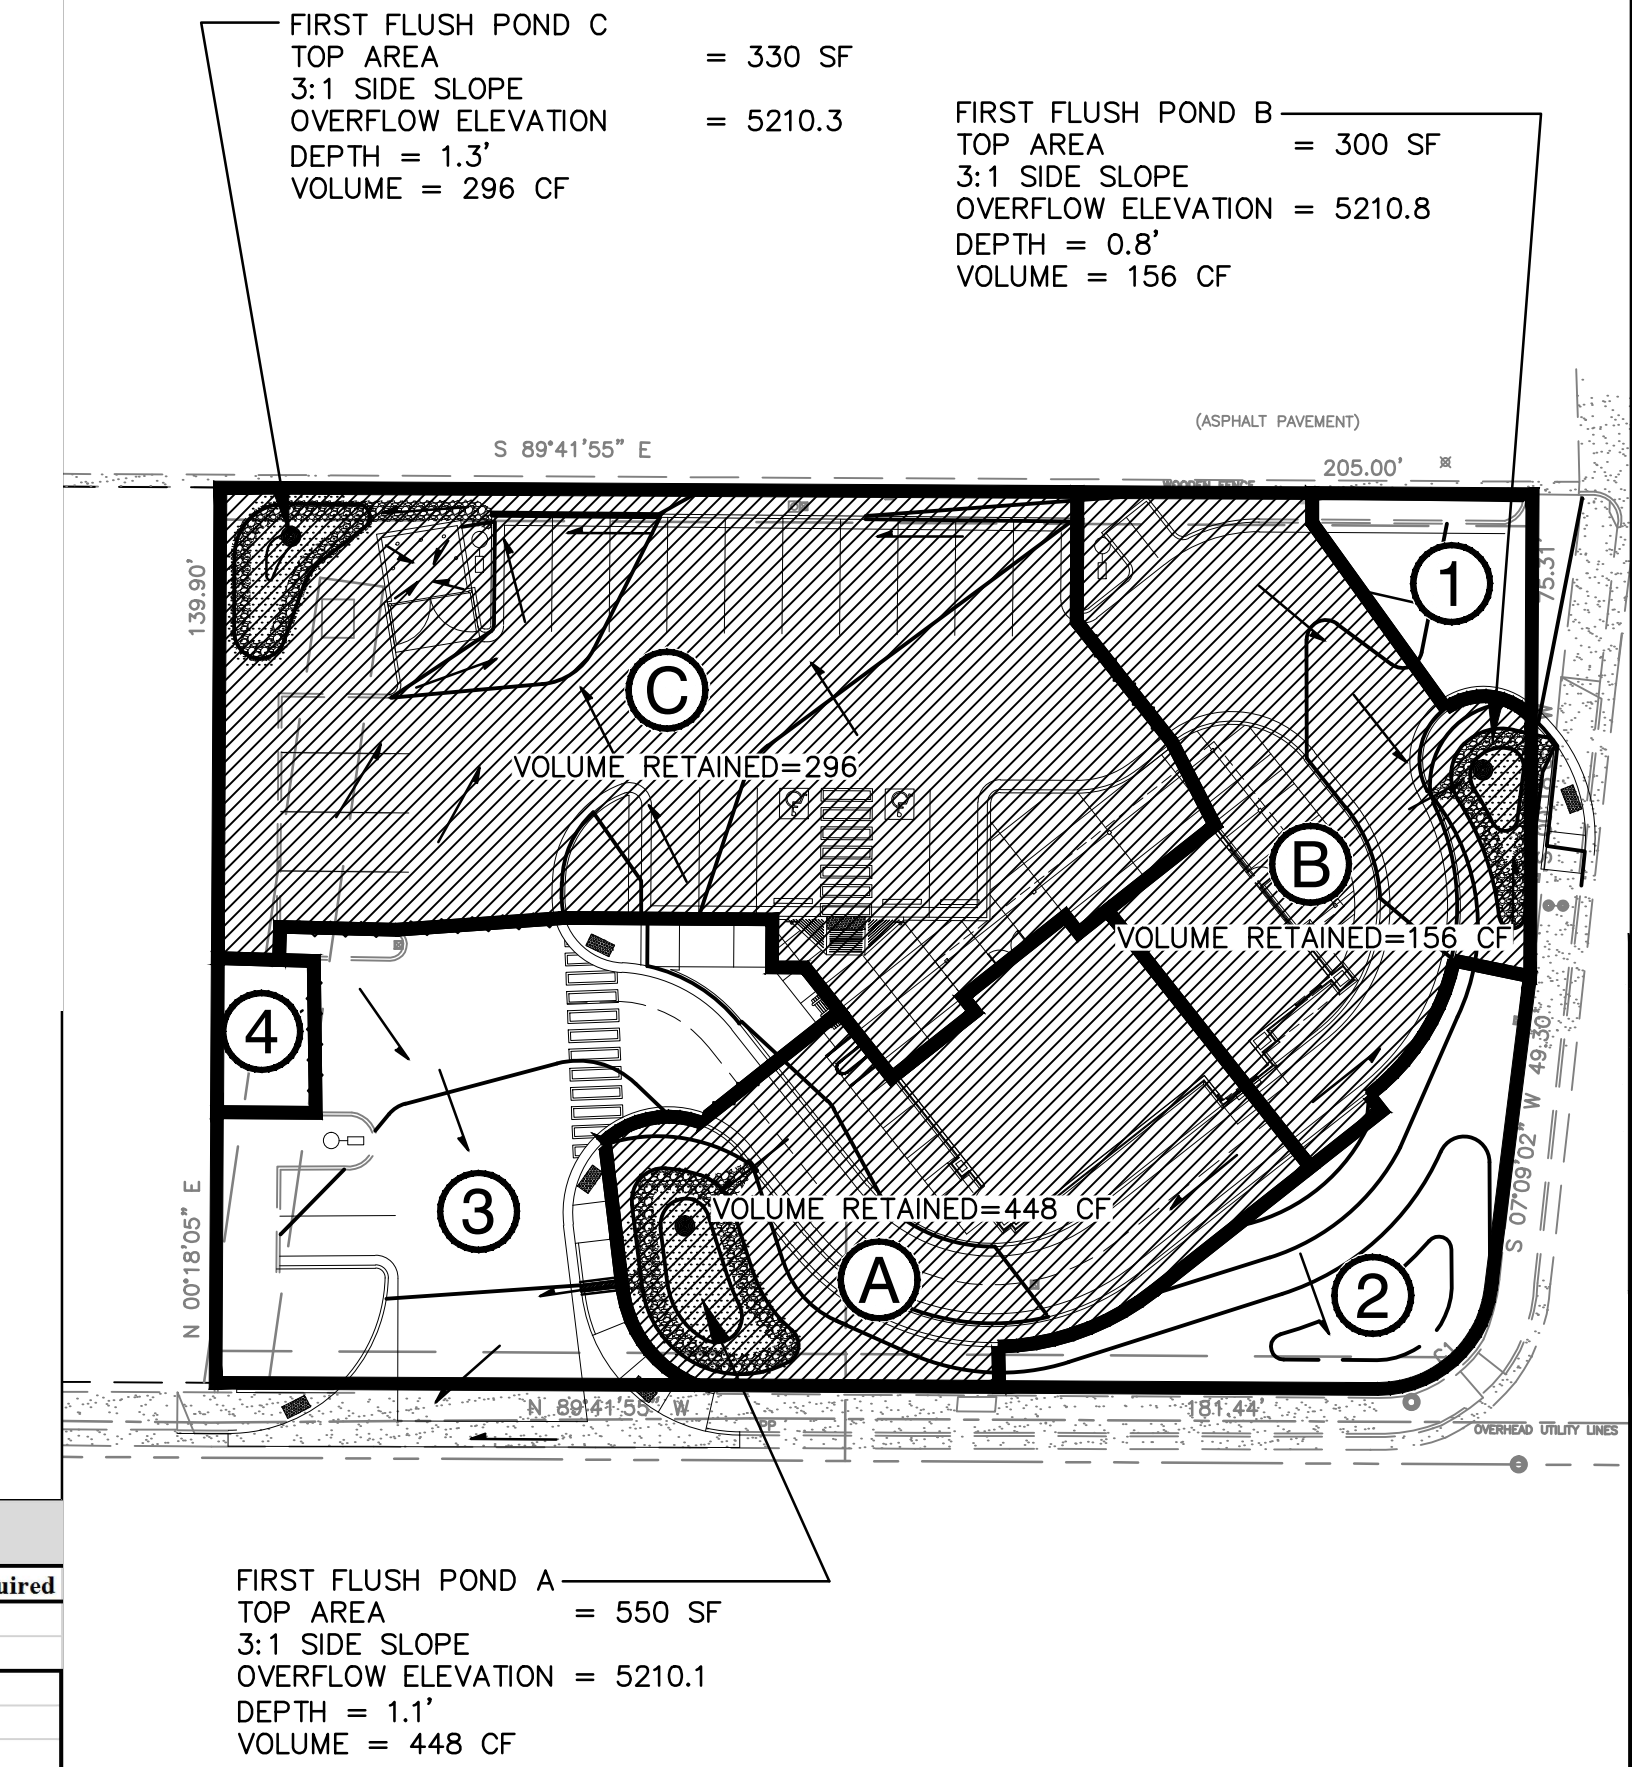 FIRST FLUSH POND C
TOP AREA = 330 SF
3:1 SIDE SLOPE
OVERFLOW ELEVATION = 5210.3
DEPTH = 1.3'
VOLUME = 296 CF
FIRST FLUSH POND B
TOP AREA = 300 SF
3:1 SIDE SLOPE
OVERFLOW ELEVATION = 5210.8
DEPTH = 0.8'
VOLUME = 156 CF
(ASPHALT PAVEMENT)
S 89°41'55" E
205.00'
WOODEN FENCE
139.90'
75.31'
1
C
VOLUME RETAINED=296
B
VOLUME RETAINED=156 CF
4
49.30'
S 07°09'02" W
3
VOLUME RETAINED=448 CF
A
2
N 00°18'05" E
C1
N 89°41'55" W
181.44'
PP
OVERHEAD UTILITY LINES
uired
FIRST FLUSH POND A
TOP AREA = 550 SF
3:1 SIDE SLOPE
OVERFLOW ELEVATION = 5210.1
DEPTH = 1.1'
VOLUME = 448 CF